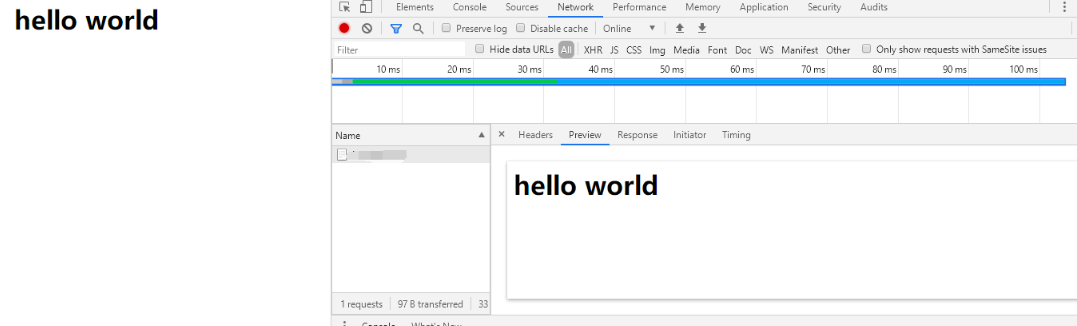 hello world
Elements Console Sources Network Performance Memory Application Security Audits
Preserve log Disable cache Online
Filter Hide data URLs All XHR JS CSS Img Media Font Doc WS Manifest Other Only show requests with SameSite issues
10 ms 20 ms 30 ms 40 ms 50 ms 60 ms 70 ms 80 ms 90 ms 100 ms
Name × Headers Preview Response Initiator Timing
hello world
1 requests 97 B transferred 33
Console What's New